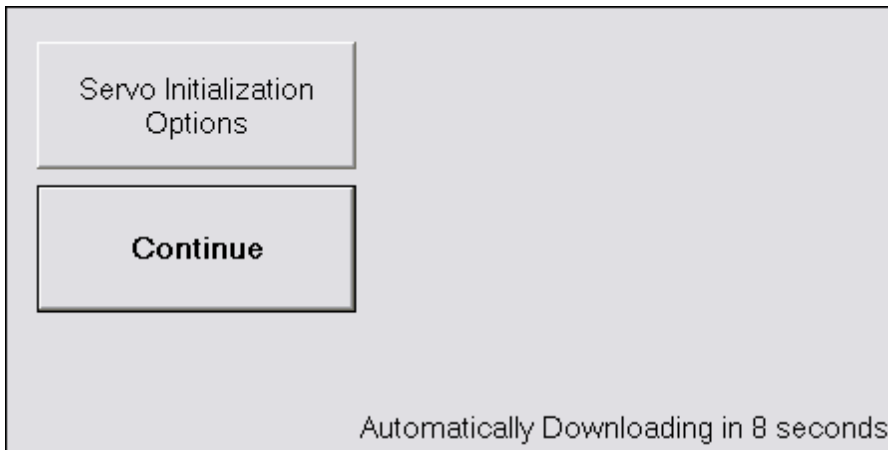 Servo Initialization
Options
Continue
Automatically Downloading in 8 seconds